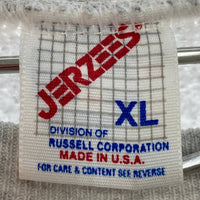 JERZEES
XL
DIVISION OF
RUSSELL CORPORATION
MADE IN U.S.A.
FOR CARE & CONTENT SEE REVERSE